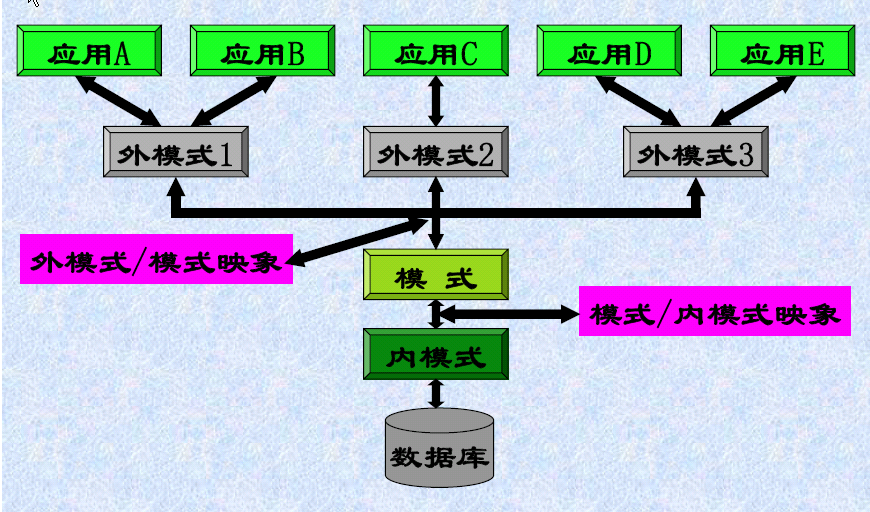 应用A
应用B
应用C
应用D
应用E
外模式1
外模式2
外模式3
外模式/模式映象
模 式
模式/内模式映象
内模式
数据库